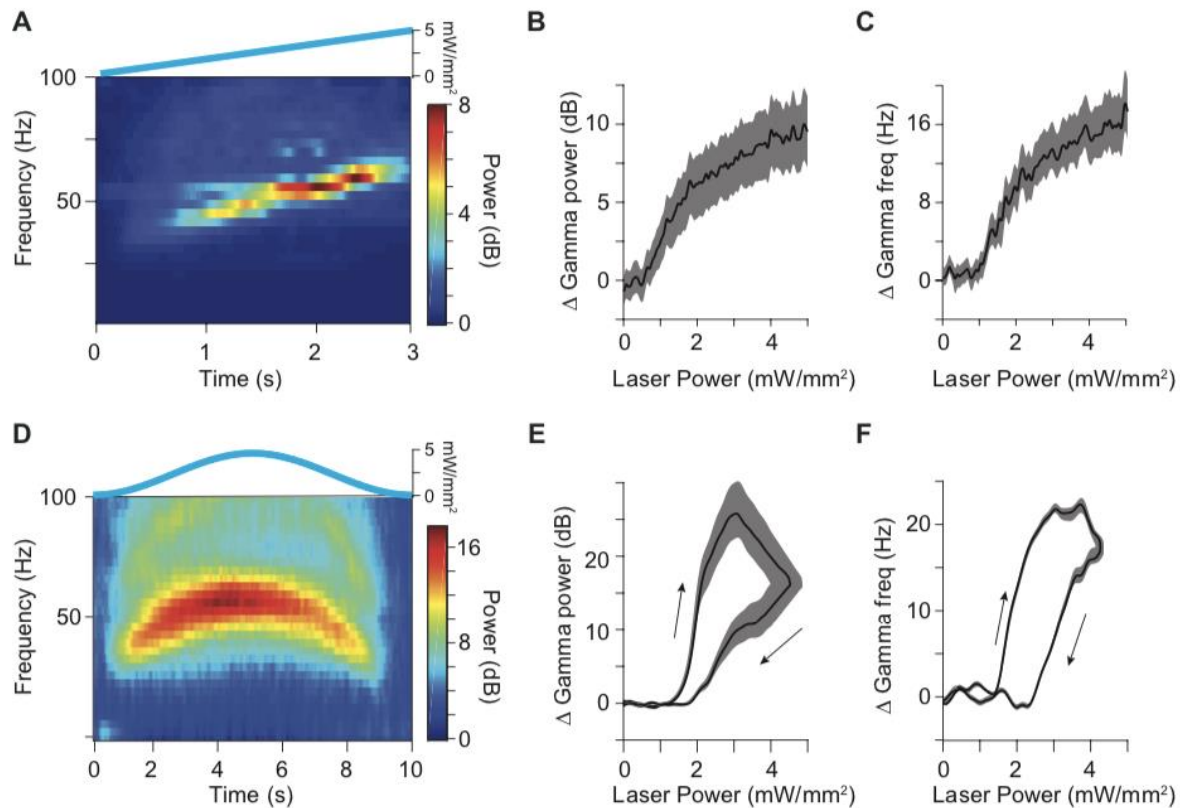 A
5
mW/mm²
0
100
50
Frequency (Hz)
0
1
2
3
Time (s)
8
4
0
Power (dB)
B
10
5
0
Δ Gamma power (dB)
0
2
4
Laser Power (mW/mm²)
C
16
12
8
4
0
Δ Gamma freq (Hz)
0
2
4
Laser Power (mW/mm²)
D
5
mW/mm²
0
100
50
Frequency (Hz)
0
2
4
6
8
10
Time (s)
16
8
0
Power (dB)
E
20
10
0
Δ Gamma power (dB)
0
2
4
Laser Power (mW/mm²)
F
20
10
0
Δ Gamma freq (Hz)
0
2
4
Laser Power (mW/mm²)